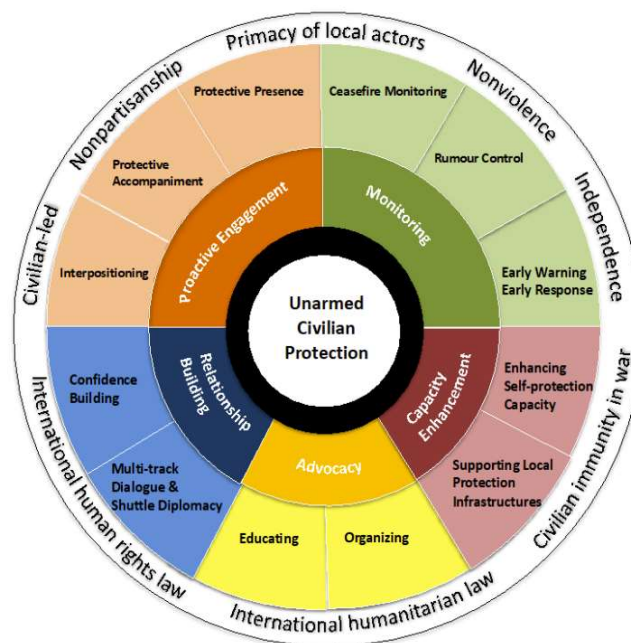 Primacy of local actors
Nonviolence
Independence
Civilian immunity in war
International humanitarian law
International human rights law
Civilian-led
Nonpartisanship
Protective Presence
Ceasefire Monitoring
Rumour Control
Early Warning
Early Response
Enhancing
Self-protection
Capacity
Supporting Local
Protection
Infrastructures
Organizing
Educating
Multi-track
Dialogue &
Shuttle Diplomacy
Confidence
Building
Interpositioning
Protective
Accompaniment
Proactive Engagement
Monitoring
Capacity
Enhancement
Advocacy
Relationship
Building
Unarmed
Civilian
Protection